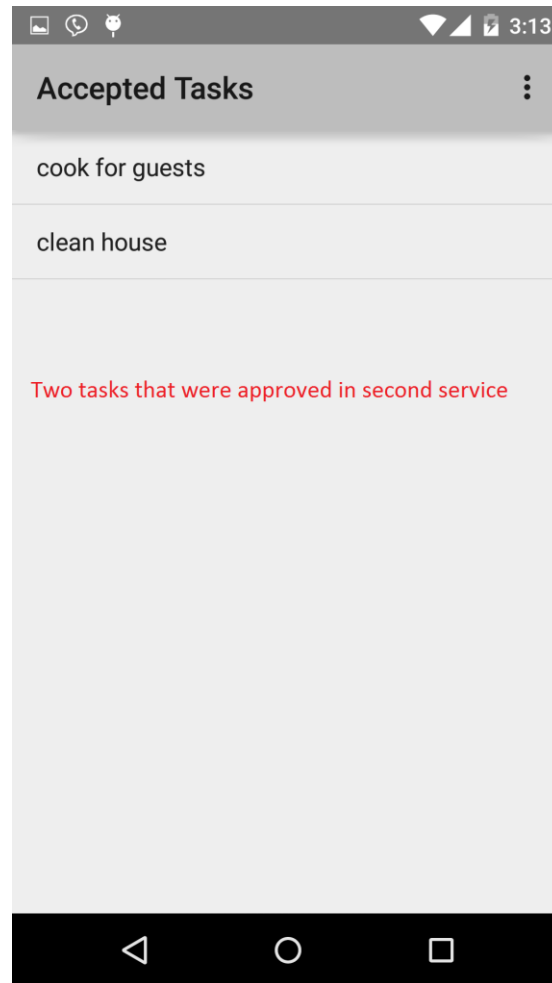 3:13
Accepted Tasks
cook for guests
clean house
Two tasks that were approved in second service